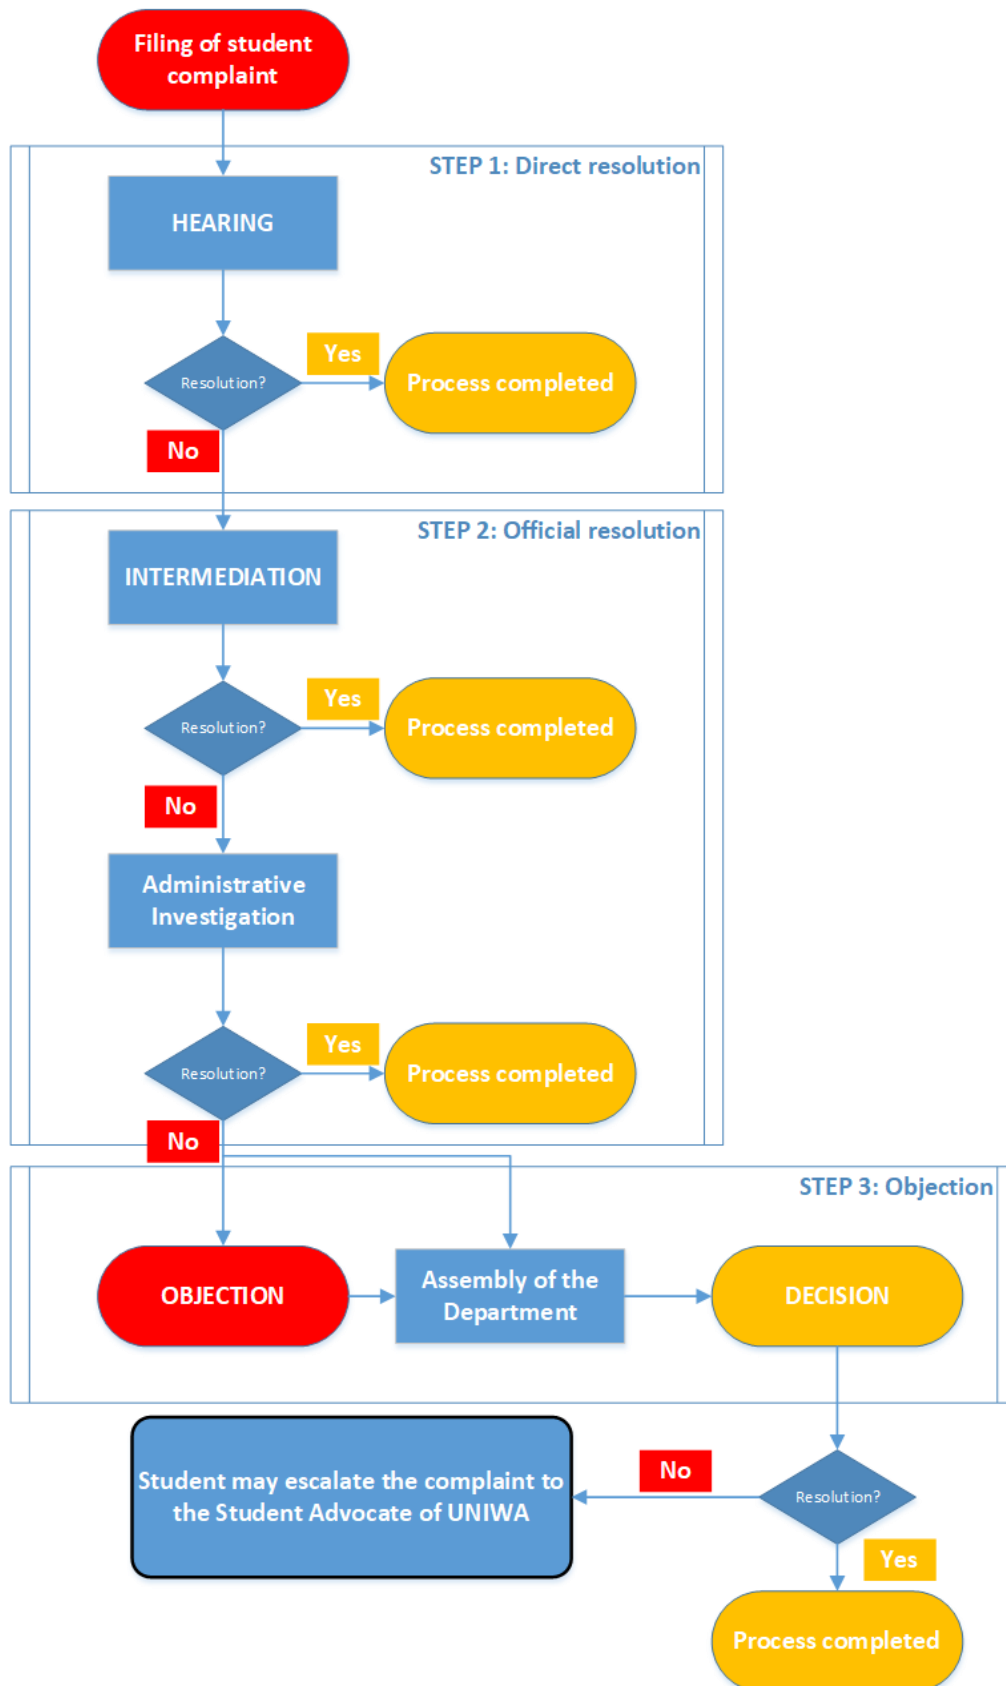 Filing of student
complaint
STEP 1: Direct resolution
HEARING
Yes
Resolution?
Process completed
No
STEP 2: Official resolution
INTERMEDIATION
Yes
Resolution?
Process completed
No
Administrative
Investigation
Yes
Resolution?
Process completed
No
STEP 3: Objection
OBJECTION
Assembly of the
Department
DECISION
Student may escalate the complaint to
the Student Advocate of UNIWA
No
Resolution?
Yes
Process completed